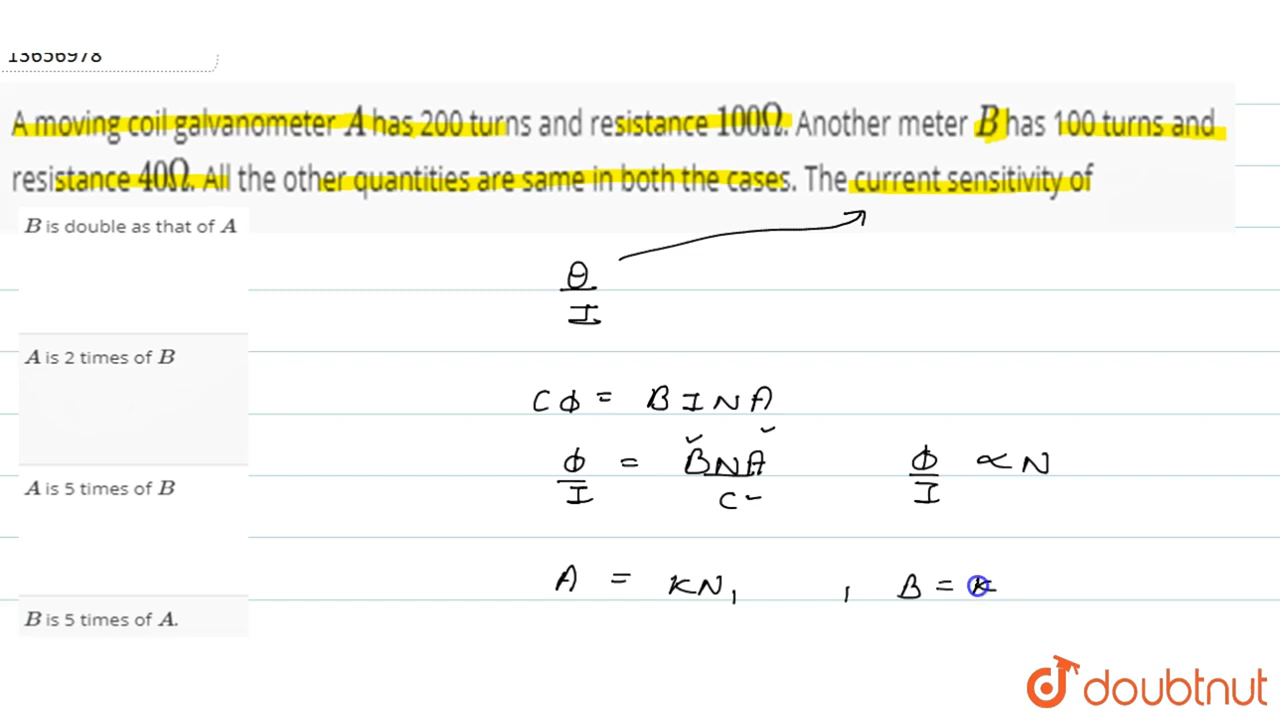 13656978
A moving coil galvanometer A has 200 turns and resistance 100Ω. Another meter B has 100 turns and
resistance 40Ω. All the other quantities are same in both the cases. The current sensitivity of
B is double as that of A
θ
I
A is 2 times of B
Cφ = BINA
φ/I = BNA/C
φ/I ∝ N
A is 5 times of B
A = KN₁ , B = K
B is 5 times of A.
doubtnut